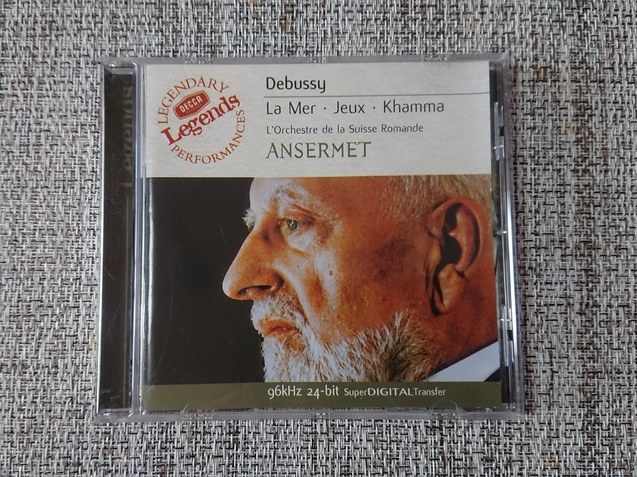 LEGENDARY
DECCA
Legends
PERFORMANCES
Debussy
La Mer · Jeux · Khamma
L'Orchestre de la Suisse Romande
ANSERMET
96kHz 24-bit SuperDIGITALTransfer